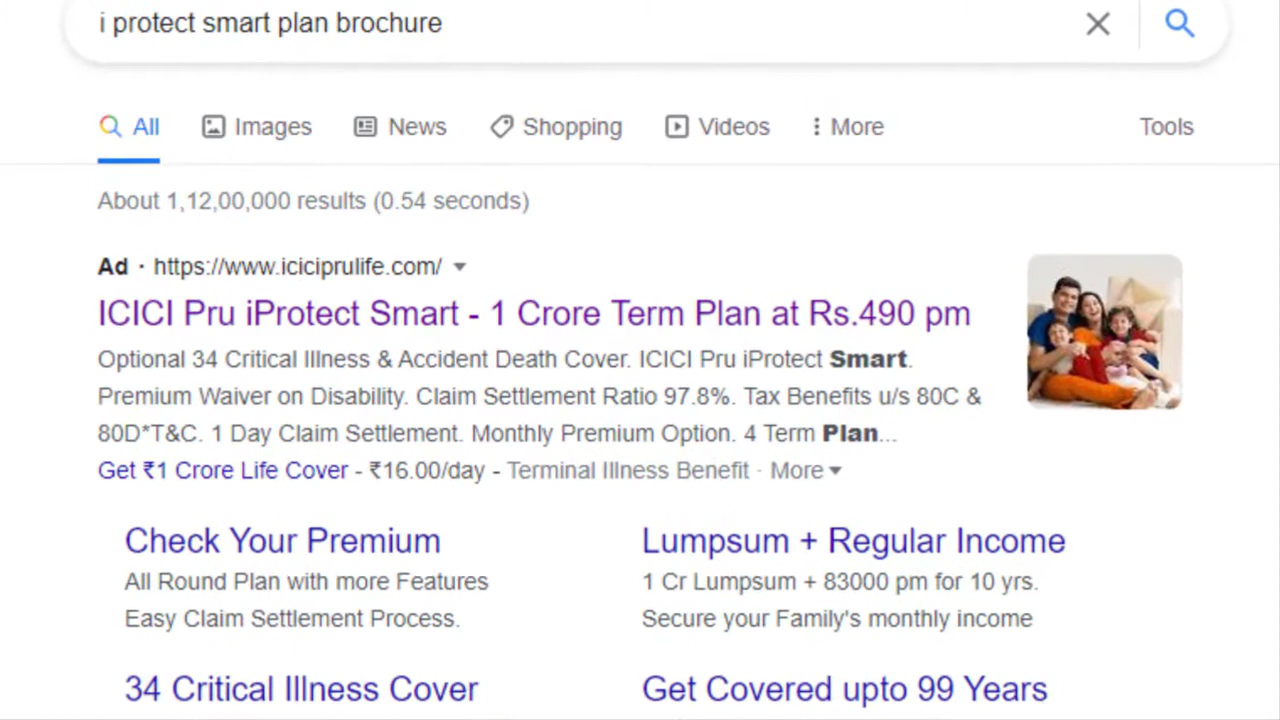 i protect smart plan brochure
All Images News Shopping Videos More Tools
About 1,12,00,000 results (0.54 seconds)
Ad · https://www.iciciprulife.com/
ICICI Pru iProtect Smart - 1 Crore Term Plan at Rs.490 pm
Optional 34 Critical Illness & Accident Death Cover. ICICI Pru iProtect Smart.
Premium Waiver on Disability. Claim Settlement Ratio 97.8%. Tax Benefits u/s 80C &
80D*T&C. 1 Day Claim Settlement. Monthly Premium Option. 4 Term Plan...
Get ₹1 Crore Life Cover - ₹16.00/day - Terminal Illness Benefit · More
Check Your Premium
All Round Plan with more Features
Easy Claim Settlement Process.
Lumpsum + Regular Income
1 Cr Lumpsum + 83000 pm for 10 yrs.
Secure your Family's monthly income
34 Critical Illness Cover
Get Covered upto 99 Years